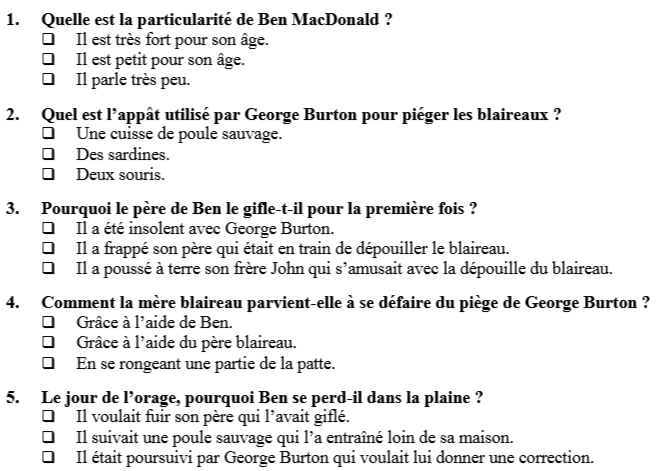 1. Quelle est la particularité de Ben MacDonald ?
❑ Il est très fort pour son âge.
❑ Il est petit pour son âge.
❑ Il parle très peu.
2. Quel est l’appât utilisé par George Burton pour piéger les blaireaux ?
❑ Une cuisse de poule sauvage.
❑ Des sardines.
❑ Deux souris.
3. Pourquoi le père de Ben le gifle-t-il pour la première fois ?
❑ Il a été insolent avec George Burton.
❑ Il a frappé son père qui était en train de dépouiller le blaireau.
❑ Il a poussé à terre son frère John qui s’amusait avec la dépouille du blaireau.
4. Comment la mère blaireau parvient-elle à se défaire du piège de George Burton ?
❑ Grâce à l’aide de Ben.
❑ Grâce à l’aide du père blaireau.
❑ En se rongeant une partie de la patte.
5. Le jour de l’orage, pourquoi Ben se perd-il dans la plaine ?
❑ Il voulait fuir son père qui l’avait giflé.
❑ Il suivait une poule sauvage qui l’a entraîné loin de sa maison.
❑ Il était poursuivi par George Burton qui voulait lui donner une correction.